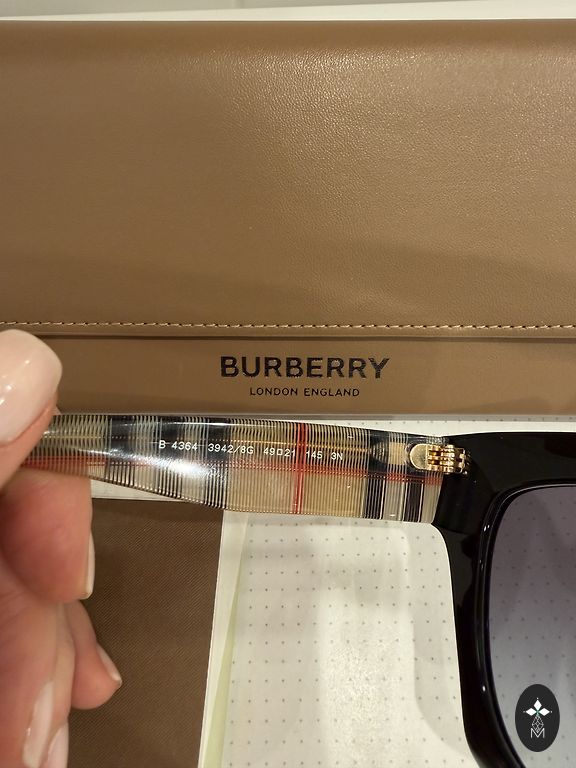 BURBERRY
LONDON ENGLAND
B 4364 3942/8G 49□21 145 3N
M